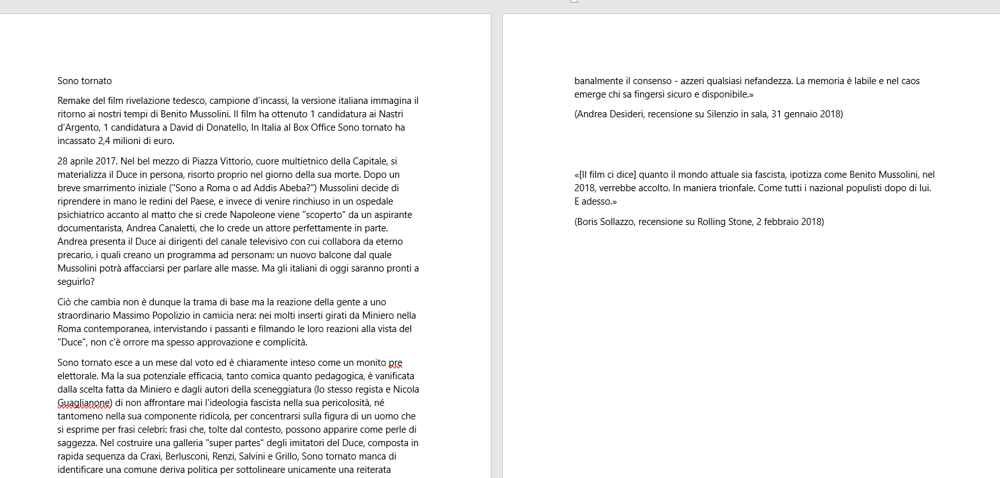 Sono tornato
Remake del film rivelazione tedesco, campione d'incassi, la versione italiana immagina il
ritorno ai nostri tempi di Benito Mussolini. Il film ha ottenuto 1 candidatura ai Nastri
d'Argento, 1 candidatura a David di Donatello, In Italia al Box Office Sono tornato ha
incassato 2,4 milioni di euro.
28 aprile 2017. Nel bel mezzo di Piazza Vittorio, cuore multietnico della Capitale, si
materializza il Duce in persona, risorto proprio nel giorno della sua morte. Dopo un
breve smarrimento iniziale ("Sono a Roma o ad Addis Abeba?") Mussolini decide di
riprendere in mano le redini del Paese, e invece di venire rinchiuso in un ospedale
psichiatrico accanto al matto che si crede Napoleone viene "scoperto" da un aspirante
documentarista, Andrea Canaletti, che lo crede un attore perfettamente in parte.
Andrea presenta il Duce ai dirigenti del canale televisivo con cui collabora da eterno
precario, i quali creano un programma ad personam: un nuovo balcone dal quale
Mussolini potrà affacciarsi per parlare alle masse. Ma gli italiani di oggi saranno pronti a
seguirlo?
Ciò che cambia non è dunque la trama di base ma la reazione della gente a uno
straordinario Massimo Popolizio in camicia nera: nei molti inserti girati da Miniero nella
Roma contemporanea, intervistando i passanti e filmando le loro reazioni alla vista del
"Duce", non c'è orrore ma spesso approvazione e complicità.
Sono tornato esce a un mese dal voto ed è chiaramente inteso come un monito pre
elettorale. Ma la sua potenziale efficacia, tanto comica quanto pedagogica, è vanificata
dalla scelta fatta da Miniero e dagli autori della sceneggiatura (lo stesso regista e Nicola
Guaglianone) di non affrontare mai l'ideologia fascista nella sua pericolosità, né
tantomeno nella sua componente ridicola, per concentrarsi sulla figura di un uomo che
si esprime per frasi celebri: frasi che, tolte dal contesto, possono apparire come perle di
saggezza. Nel costruire una galleria "super partes" degli imitatori del Duce, composta in
rapida sequenza da Craxi, Berlusconi, Renzi, Salvini e Grillo, Sono tornato manca di
identificare una comune deriva politica per sottolineare unicamente una reiterata
banalmente il consenso - azzeri qualsiasi nefandezza. La memoria è labile e nel caos
emerge chi sa fingersi sicuro e disponibile.»
(Andrea Desideri, recensione su Silenzio in sala, 31 gennaio 2018)
«[Il film ci dice] quanto il mondo attuale sia fascista, ipotizza come Benito Mussolini, nel
2018, verrebbe accolto. In maniera trionfale. Come tutti i nazional populisti dopo di lui.
E adesso.»
(Boris Sollazzo, recensione su Rolling Stone, 2 febbraio 2018)